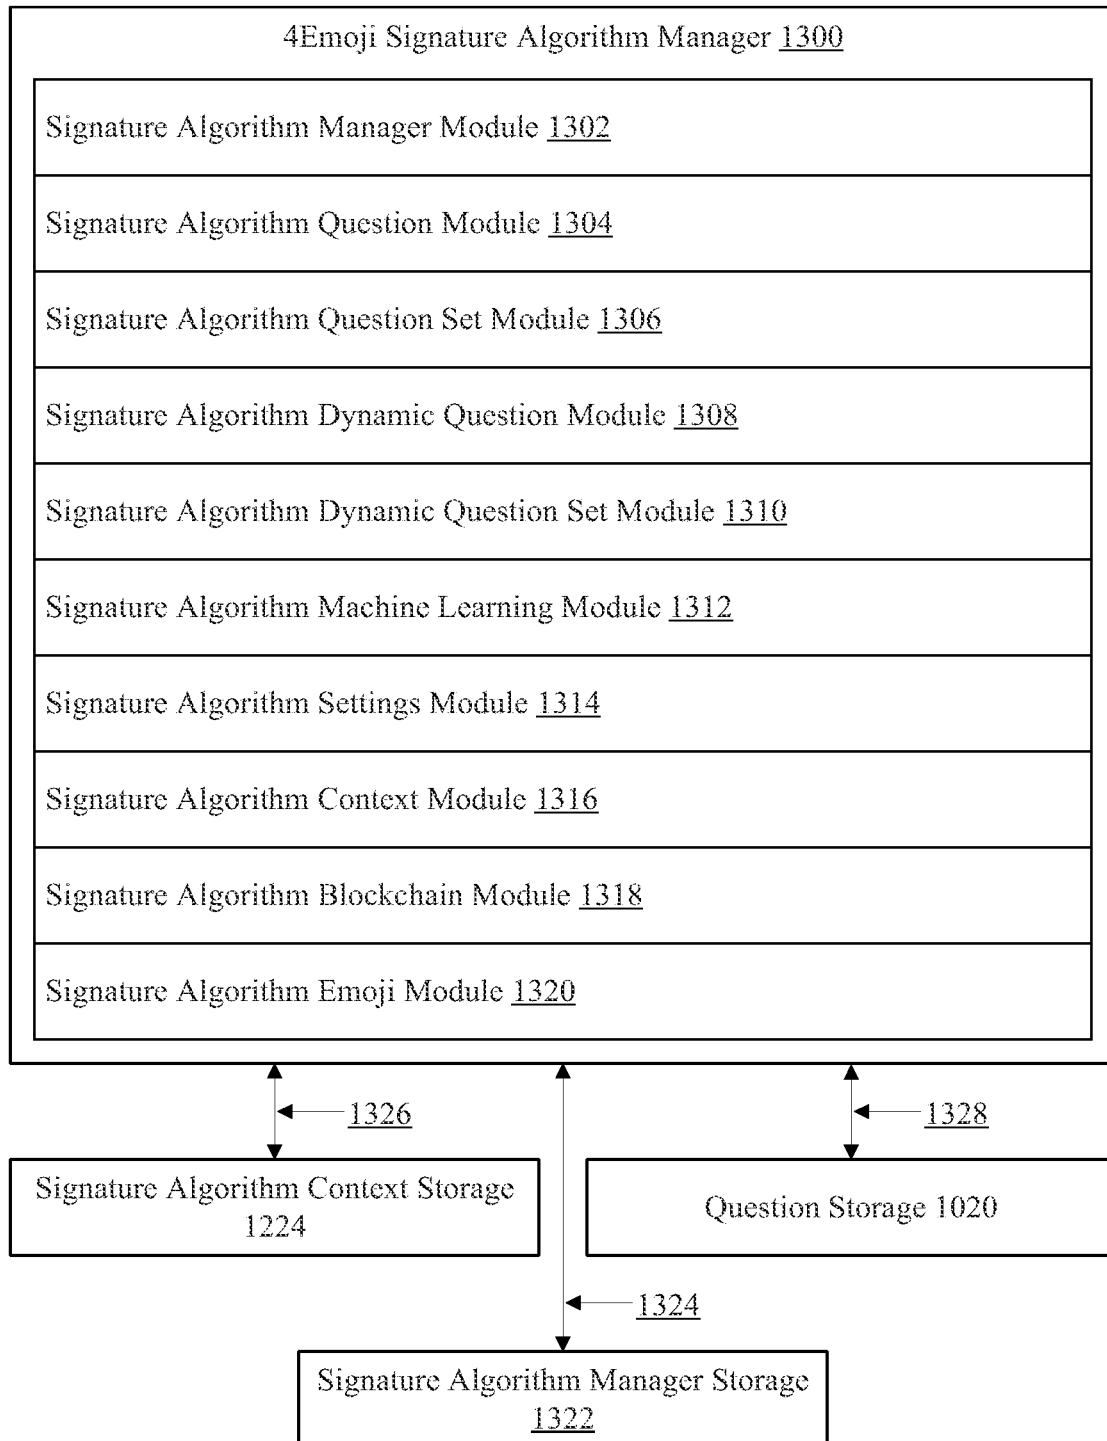 4Emoji Signature Algorithm Manager 1300
Signature Algorithm Manager Module 1302
Signature Algorithm Question Module 1304
Signature Algorithm Question Set Module 1306
Signature Algorithm Dynamic Question Module 1308
Signature Algorithm Dynamic Question Set Module 1310
Signature Algorithm Machine Learning Module 1312
Signature Algorithm Settings Module 1314
Signature Algorithm Context Module 1316
Signature Algorithm Blockchain Module 1318
Signature Algorithm Emoji Module 1320
1326
1328
Signature Algorithm Context Storage
1224
Question Storage 1020
1324
Signature Algorithm Manager Storage
1322